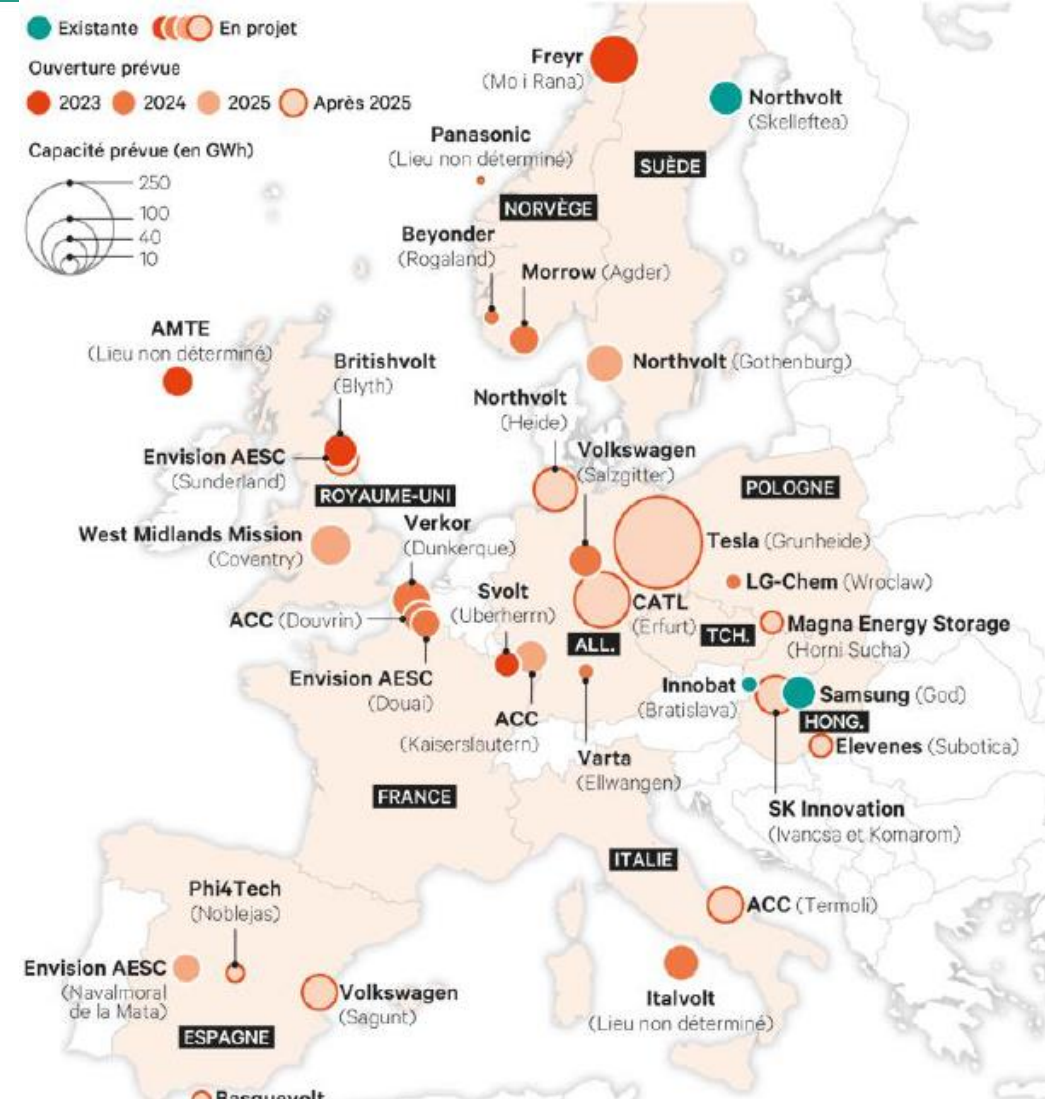 Existante
En projet
Ouverture prévue
2023
2024
2025
Après 2025
Capacité prévue (en GWh)
250
100
40
10
Freyr
(Mo i Rana)
Northvolt
(Skelleftea)
Panasonic
(Lieu non déterminé)
SUÈDE
NORVÈGE
Beyonder
(Rogaland)
Morrow (Agder)
AMTE
(Lieu non déterminé)
Britishvolt
(Blyth)
Northvolt (Gothenburg)
Northvolt
(Heide)
Volkswagen
(Salzgitter)
Envision AESC
(Sunderland)
ROYAUME-UNI
POLOGNE
West Midlands Mission
(Coventry)
Verkor
(Dunkerque)
Tesla (Grunheide)
LG-Chem (Wroclaw)
Svolt
(Uberherrn)
CATL
(Erfurt)
ACC (Douvrin)
TCH.
Magna Energy Storage
(Horni Sucha)
ALL.
Envision AESC
(Douai)
Innobat
(Bratislava)
Samsung (God)
HONG.
ACC
(Kaiserslautern)
Elevenes (Subotica)
Varta
(Ellwangen)
FRANCE
SK Innovation
(Ivancsa et Komarom)
ITALIE
Phi4Tech
(Noblejas)
ACC (Termoli)
Envision AESC
(Navalmoral
de la Mata)
Volkswagen
(Sagunt)
Italvolt
(Lieu non déterminé)
ESPAGNE
Basquevolt